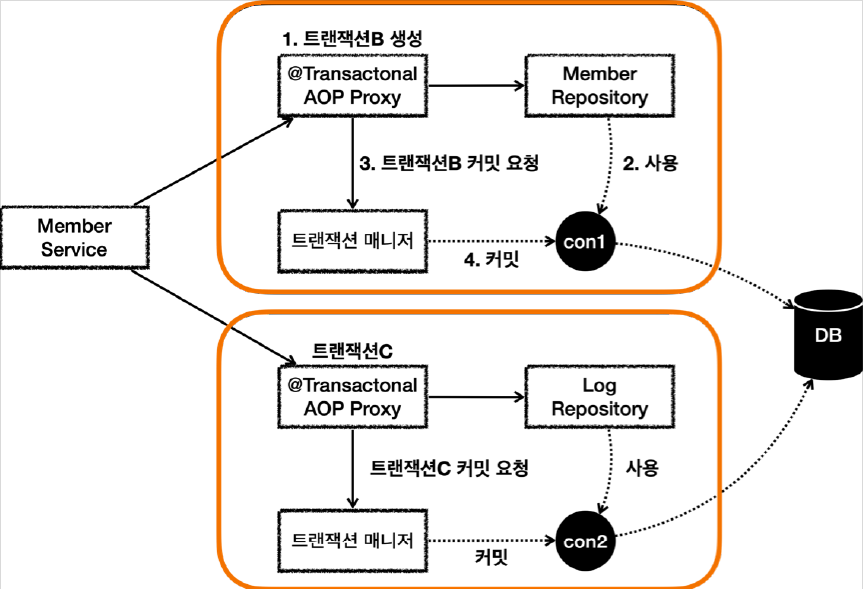 1. 트랜잭션B 생성
@Transactonal
AOP Proxy
Member
Repository
3. 트랜잭션B 커밋 요청
2. 사용
Member
Service
트랜잭션 매니저
4. 커밋
con1
DB
트랜잭션C
@Transactonal
AOP Proxy
Log
Repository
트랜잭션C 커밋 요청
사용
트랜잭션 매니저
커밋
con2